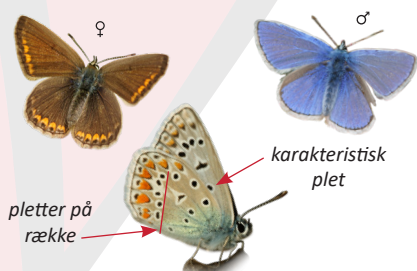 ♀
♂
karakteristisk
plet
pletter på
række